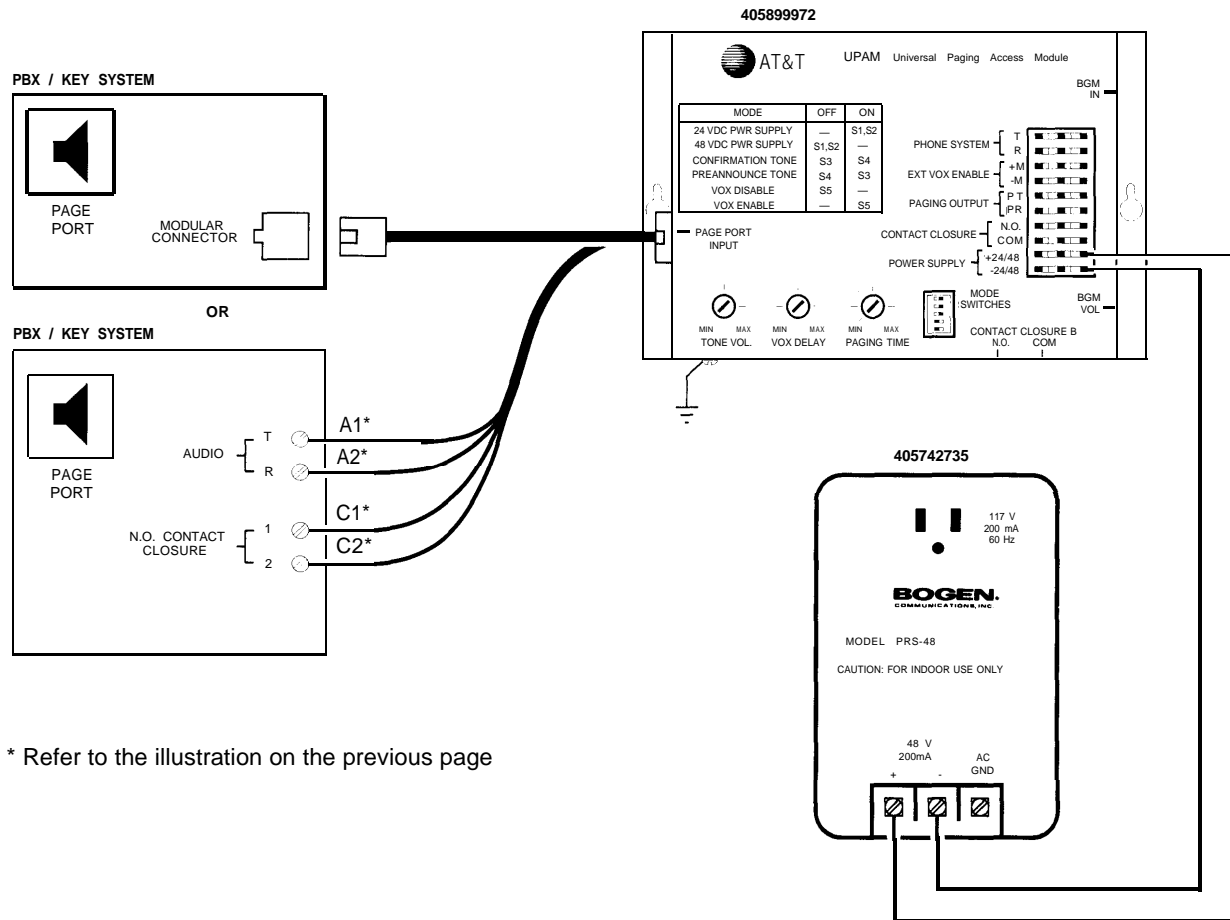 405899972
AT&T UPAM Universal Paging Access Module
BGM
IN
MODE OFF ON
24 VDC PWR SUPPLY — S1,S2
48 VDC PWR SUPPLY S1,S2 —
CONFIRMATION TONE S3 S4
PREANNOUNCE TONE S4 S3
VOX DISABLE S5 —
VOX ENABLE — S5
PHONE SYSTEM T
R
EXT VOX ENABLE +M
-M
PAGING OUTPUT PT
PR
CONTACT CLOSURE N.O.
COM
POWER SUPPLY +24/48
-24/48
PAGE PORT
INPUT
MODE
SWITCHES
BGM
VOL
MIN MAX
TONE VOL.
MIN MAX
VOX DELAY
MIN MAX
PAGING TIME
CONTACT CLOSURE B
N.O. COM
PBX / KEY SYSTEM
PAGE
PORT
MODULAR
CONNECTOR
OR
PBX / KEY SYSTEM
PAGE
PORT
AUDIO
T
R
N.O. CONTACT
CLOSURE
1
2
A1*
A2*
C1*
C2*
405742735
117 V
200 mA
60 Hz
BOGEN.
COMMUNICATIONS, INC.
MODEL PRS-48
CAUTION: FOR INDOOR USE ONLY
48 V
200mA
+ -
AC
GND
* Refer to the illustration on the previous page